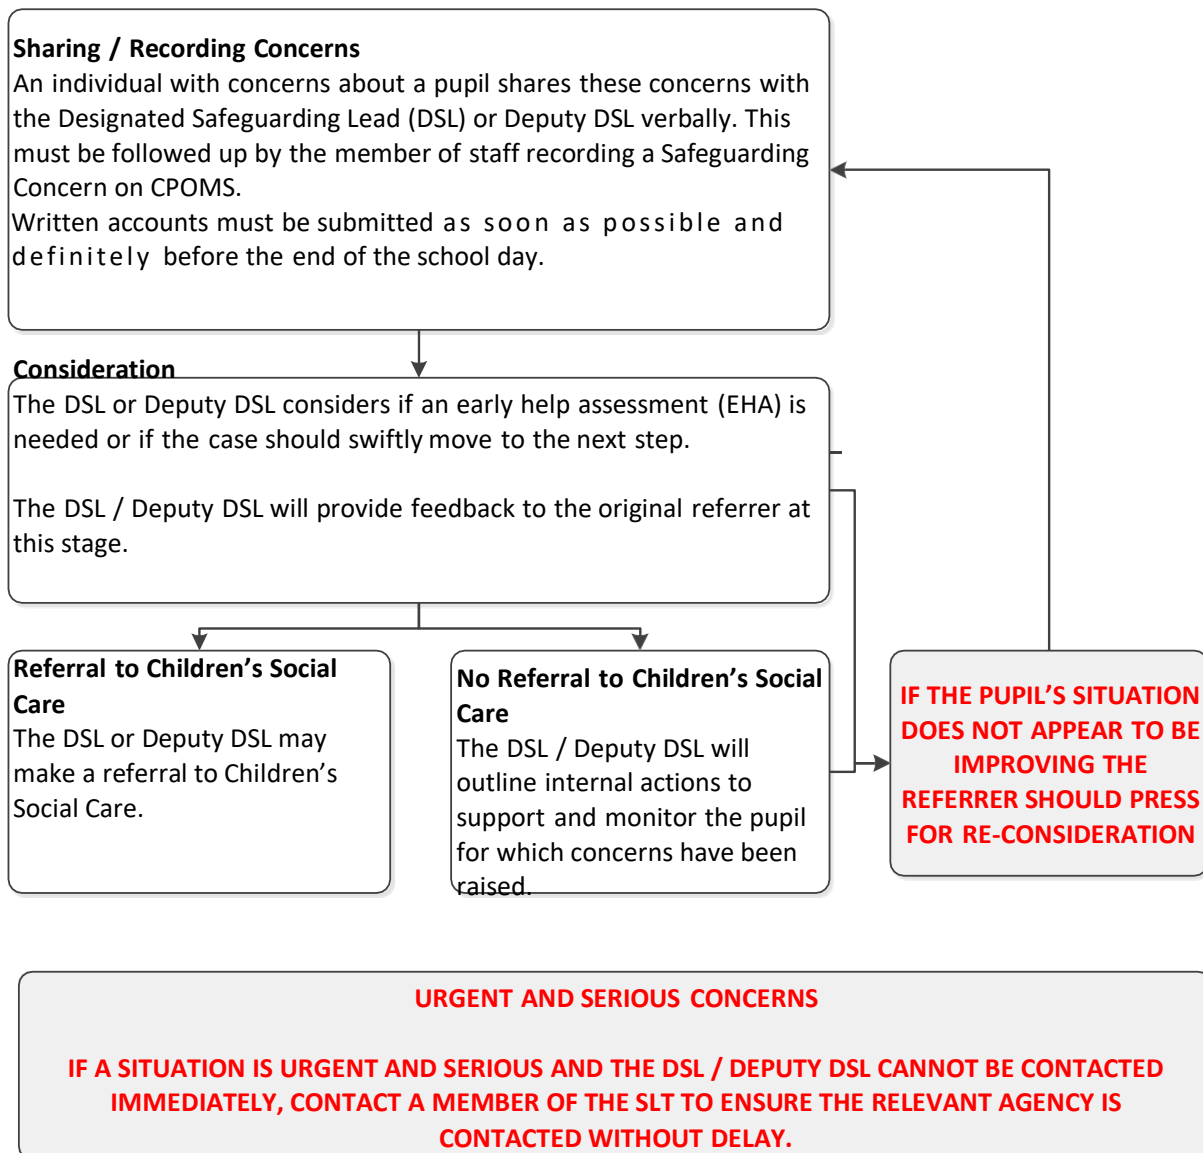 Sharing / Recording Concerns
An individual with concerns about a pupil shares these concerns with
the Designated Safeguarding Lead (DSL) or Deputy DSL verbally. This
must be followed up by the member of staff recording a Safeguarding
Concern on CPOMS.
Written accounts must be submitted as soon as possible and
definitely before the end of the school day.
Consideration
The DSL or Deputy DSL considers if an early help assessment (EHA) is
needed or if the case should swiftly move to the next step.
The DSL / Deputy DSL will provide feedback to the original referrer at
this stage.
Referral to Children’s Social
Care
The DSL or Deputy DSL may
make a referral to Children’s
Social Care.
No Referral to Children’s Social
Care
The DSL / Deputy DSL will
outline internal actions to
support and monitor the pupil
for which concerns have been
raised.
IF THE PUPIL’S SITUATION
DOES NOT APPEAR TO BE
IMPROVING THE
REFERRER SHOULD PRESS
FOR RE-CONSIDERATION
URGENT AND SERIOUS CONCERNS
IF A SITUATION IS URGENT AND SERIOUS AND THE DSL / DEPUTY DSL CANNOT BE CONTACTED
IMMEDIATELY, CONTACT A MEMBER OF THE SLT TO ENSURE THE RELEVANT AGENCY IS
CONTACTED WITHOUT DELAY.